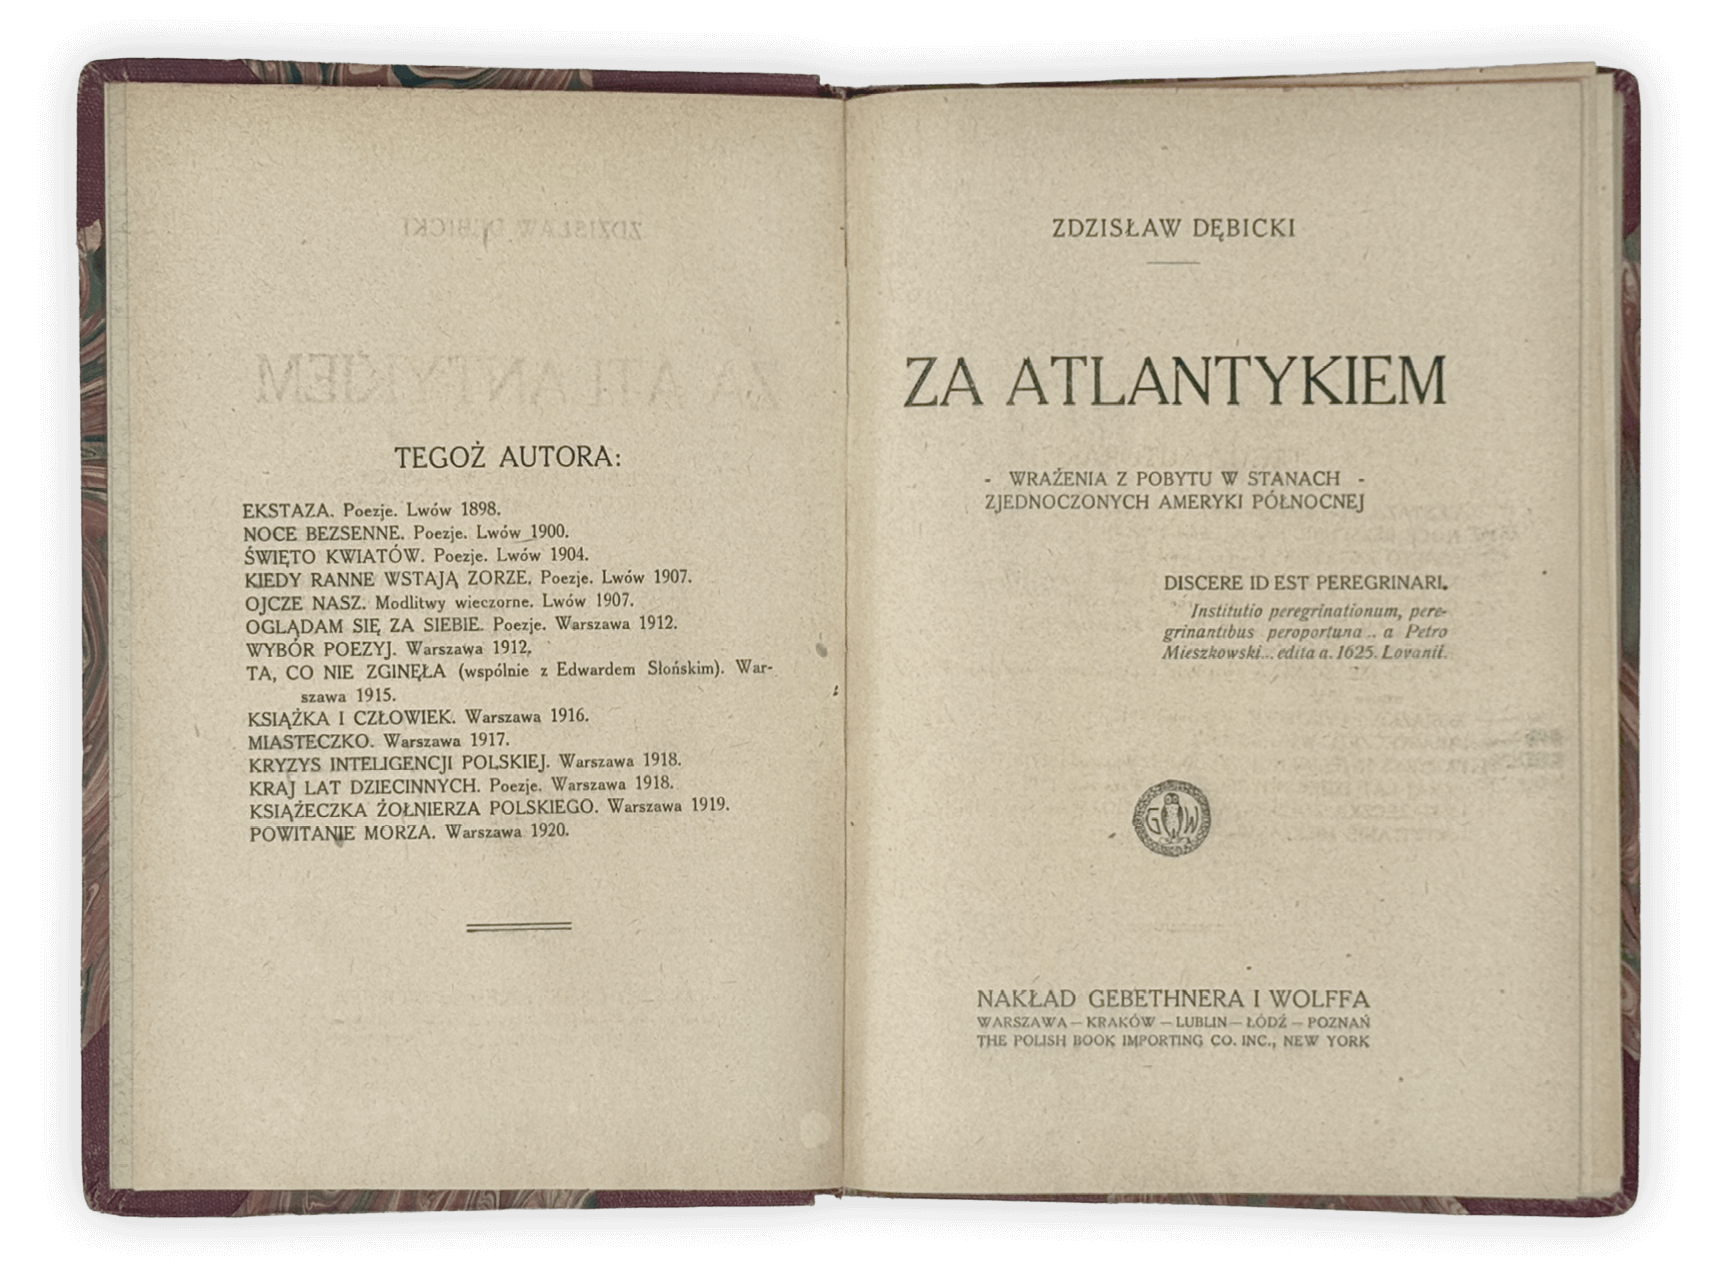 TEGOŻ AUTORA:
EKSTAZA. Poezje. Lwów 1898.
NOCE BEZSENNE. Poezje. Lwów 1900.
ŚWIĘTO KWIATÓW. Poezje. Lwów 1904.
KIEDY RANNE WSTAJĄ ZORZE. Poezje. Lwów 1907.
OJCZE NASZ. Modlitwy wieczorne. Lwów 1907.
OGLĄDAM SIĘ ZA SIEBIE. Poezje. Warszawa 1912.
WYBÓR POEZYJ. Warszawa 1912.
TA, CO NIE ZGINĘŁA (wspólnie z Edwardem Słońskim). War-
szawa 1915.
KSIĄŻKA I CZŁOWIEK. Warszawa 1916.
MIASTECZKO. Warszawa 1917.
KRYZYS INTELIGENCJI POLSKIEJ. Warszawa 1918.
KRAJ LAT DZIECINNYCH. Poezje. Warszawa 1918.
KSIĄŻECZKA ŻOŁNIERZA POLSKIEGO. Warszawa 1919.
POWITANIE MORZA. Warszawa 1920.
ZDZISŁAW DĘBICKI
ZA ATLANTYKIEM
- WRAŻENIA Z POBYTU W STANACH -
ZJEDNOCZONYCH AMERYKI PÓŁNOCNEJ
DISCERE ID EST PEREGRINARI.
Institutio peregrinationum, pere-
grinantibus peroportuna .. a Petro
Mieszkowski... edita a. 1625. Lovanii.
G W
NAKŁAD GEBETHNERA I WOLFFA
WARSZAWA — KRAKÓW — LUBLIN — ŁÓDŹ — POZNAŃ
THE POLISH BOOK IMPORTING CO. INC., NEW YORK